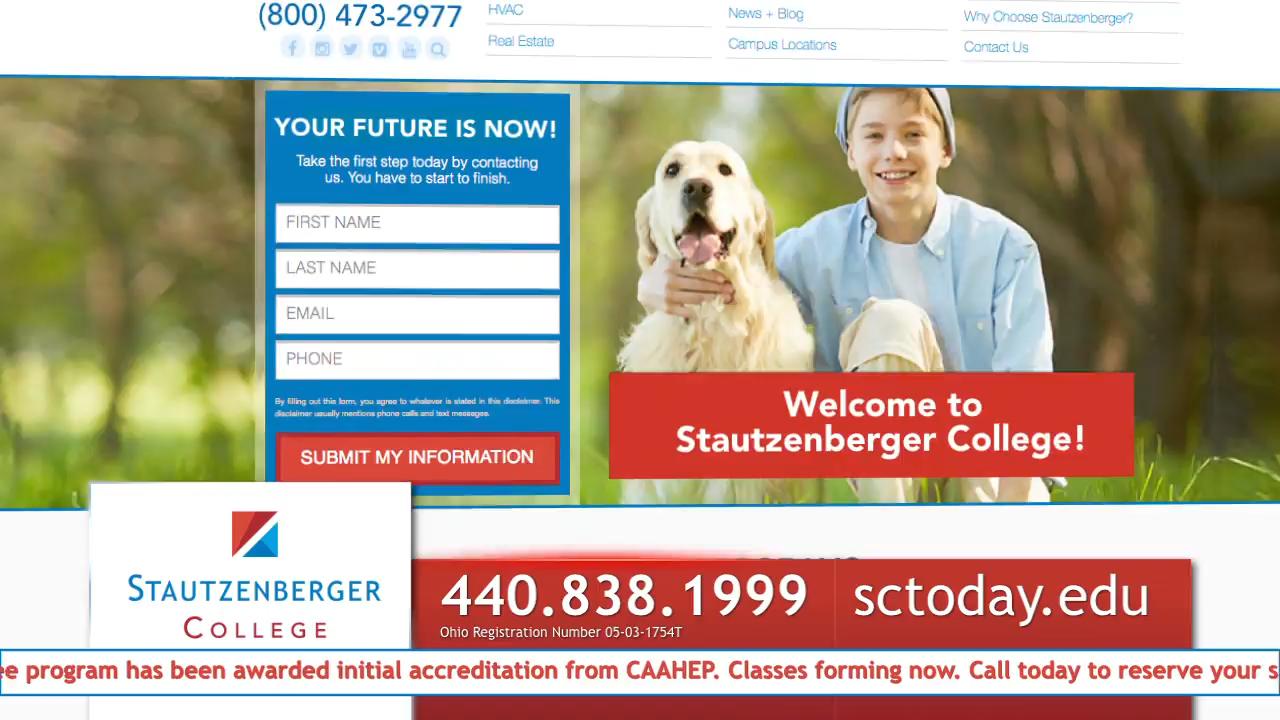 (800) 473-2977
HVAC
Real Estate
News + Blog
Campus Locations
Why Choose Stautzenberger?
Contact Us
YOUR FUTURE IS NOW!
Take the first step today by contacting
us. You have to start to finish.
FIRST NAME
LAST NAME
EMAIL
PHONE
By filling out this form, you agree to whatever is stated in this disclaimer. This
disclaimer usually mentions phone calls and text messages.
SUBMIT MY INFORMATION
Welcome to
Stautzenberger College!
STAUTZENBERGER
COLLEGE
440.838.1999
sctoday.edu
Ohio Registration Number 05-03-1754T
program has been awarded initial accreditation from CAAHEP. Classes forming now. Call today to reserve your